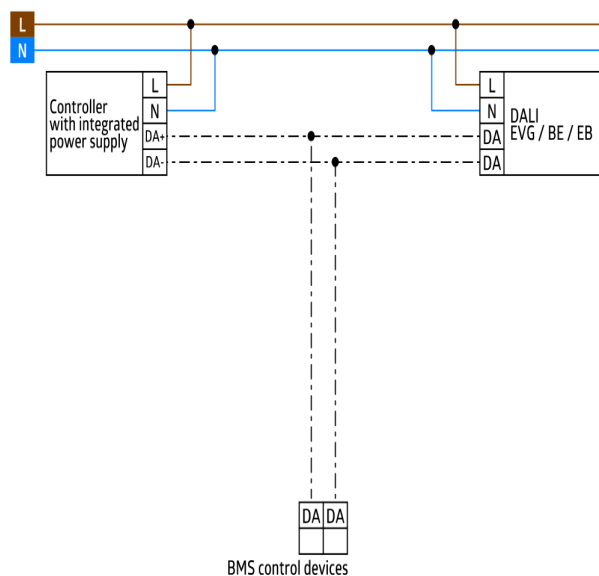 L
N
Controller
with integrated
power supply
L
N
DA+
DA-
L
N
DA
DA
DALI
EVG / BE / EB
DA DA
BMS control devices